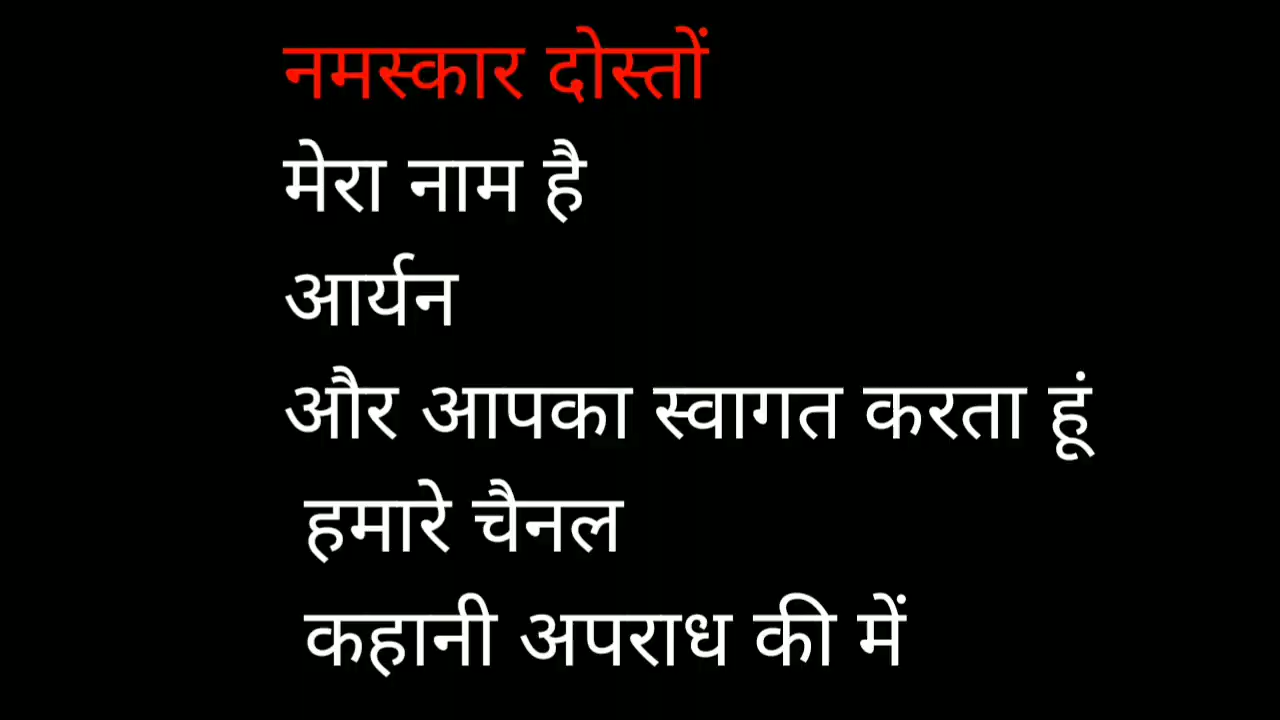 नमस्कार दोस्तों
मेरा नाम है
आर्यन
और आपका स्वागत करता हूं
हमारे चैनल
कहानी अपराध की में